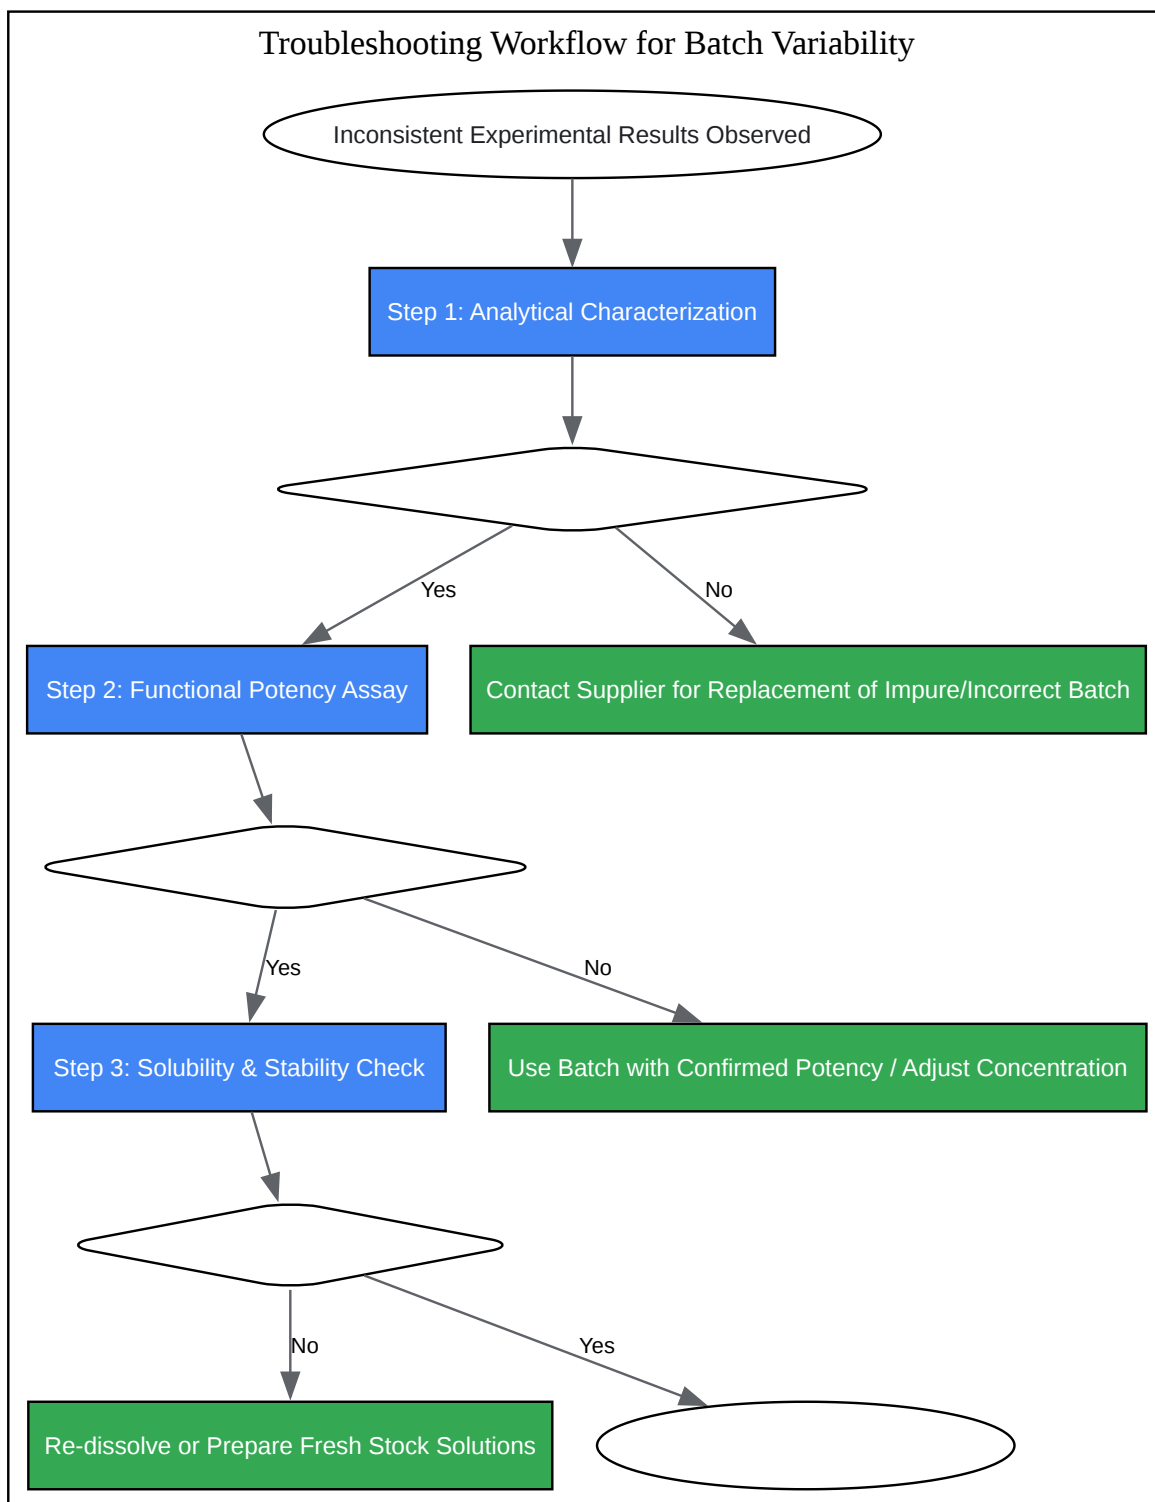 Troubleshooting Workflow for Batch Variability
Inconsistent Experimental Results Observed
Step 1: Analytical Characterization
Yes
No
Step 2: Functional Potency Assay
Contact Supplier for Replacement of Impure/Incorrect Batch
Yes
No
Step 3: Solubility & Stability Check
Use Batch with Confirmed Potency / Adjust Concentration
No
Yes
Re-dissolve or Prepare Fresh Stock Solutions